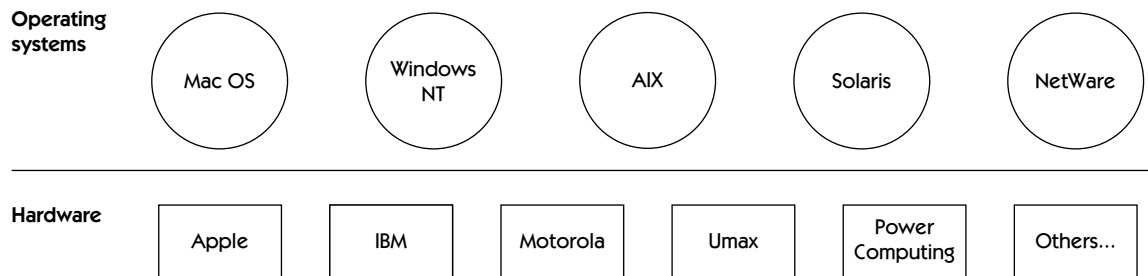 Operating
systems
Mac OS
Windows
NT
AIX
Solaris
NetWare
Hardware
Apple
IBM
Motorola
Umax
Power
Computing
Others...